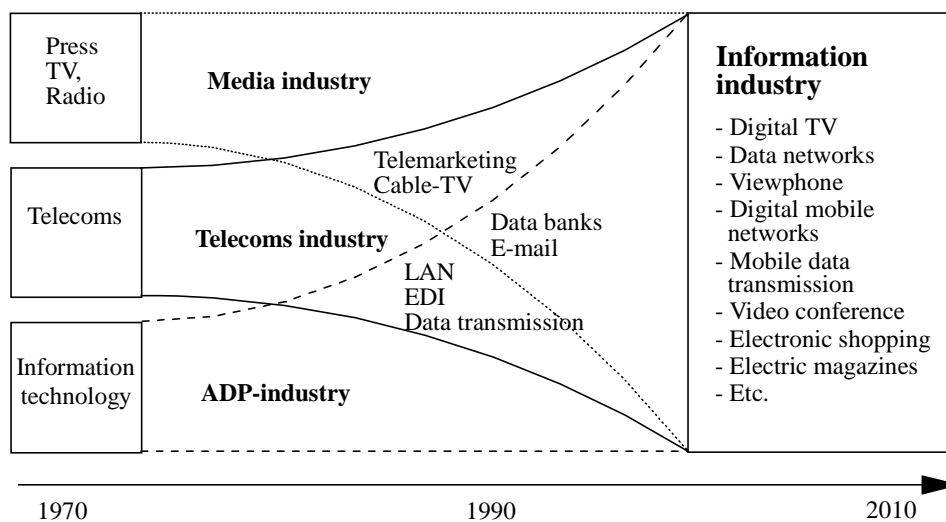 Press
TV,
Radio
Media industry
Telemarketing
Cable-TV
Telecoms
Telecoms industry
Data banks
E-mail
LAN
EDI
Data transmission
Information
technology
ADP-industry
Information
industry
- Digital TV
- Data networks
- Viewphone
- Digital mobile
networks
- Mobile data
transmission
- Video conference
- Electronic shopping
- Electric magazines
- Etc.
1970
1990
2010